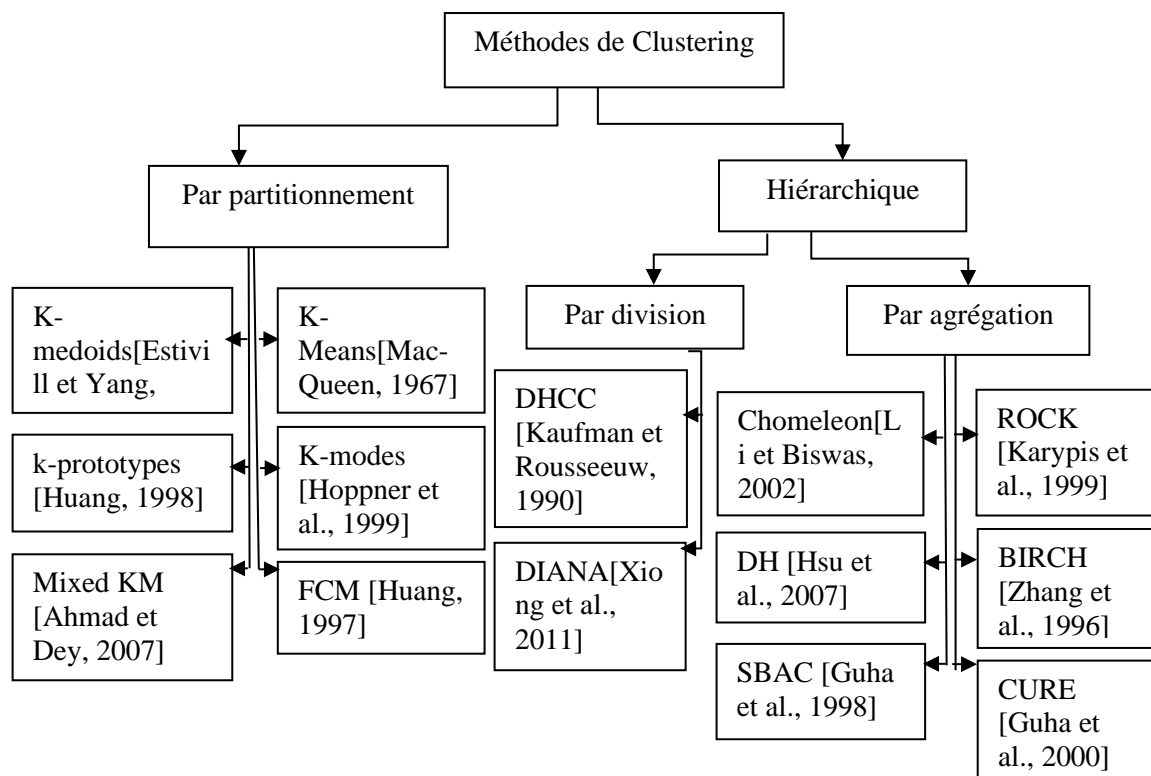 Méthodes de Clustering
Par partitionnement
Hiérarchique
Par division
Par agrégation
K-
medoids[Estivi
ll et Yang,
K-
Means[Mac-
Queen, 1967]
k-prototypes
[Huang, 1998]
K-modes
[Hoppner et
al., 1999]
Mixed KM
[Ahmad et
Dey, 2007]
FCM [Huang,
1997]
DHCC
[Kaufman et
Rousseeuw,
1990]
DIANA[Xio
ng et al.,
2011]
Chomeleon[L
i et Biswas,
2002]
ROCK
[Karypis et
al., 1999]
DH [Hsu et
al., 2007]
BIRCH
[Zhang et
al., 1996]
SBAC [Guha
et al., 1998]
CURE
[Guha et
al., 2000]